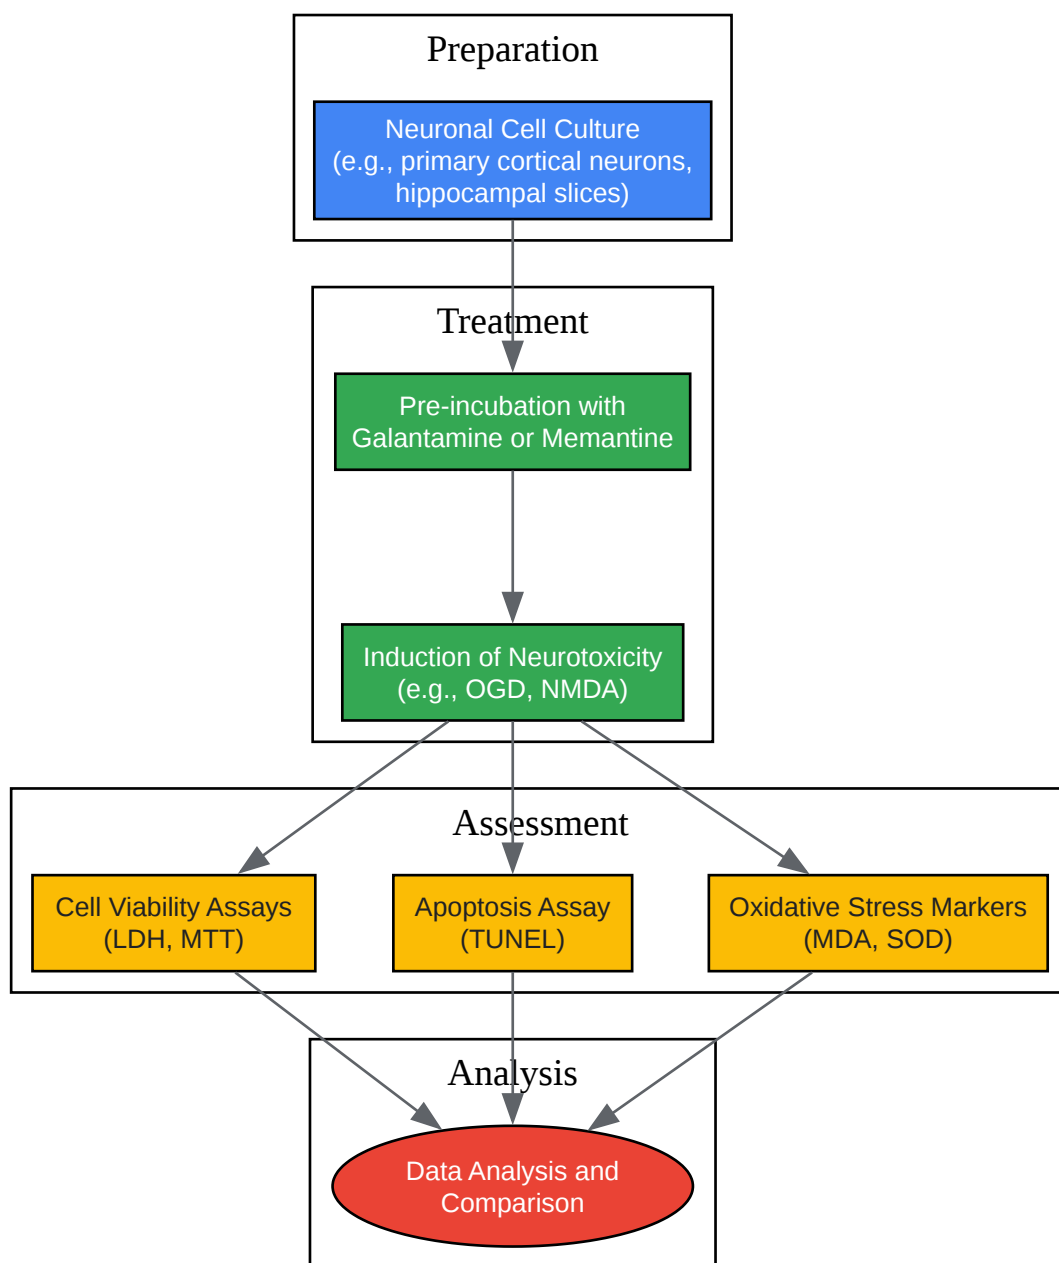 Preparation
Neuronal Cell Culture
(e.g., primary cortical neurons,
hippocampal slices)
Treatment
Pre-incubation with
Galantamine or Memantine
Induction of Neurotoxicity
(e.g., OGD, NMDA)
Assessment
Cell Viability Assays
(LDH, MTT)
Apoptosis Assay
(TUNEL)
Oxidative Stress Markers
(MDA, SOD)
Analysis
Data Analysis and
Comparison